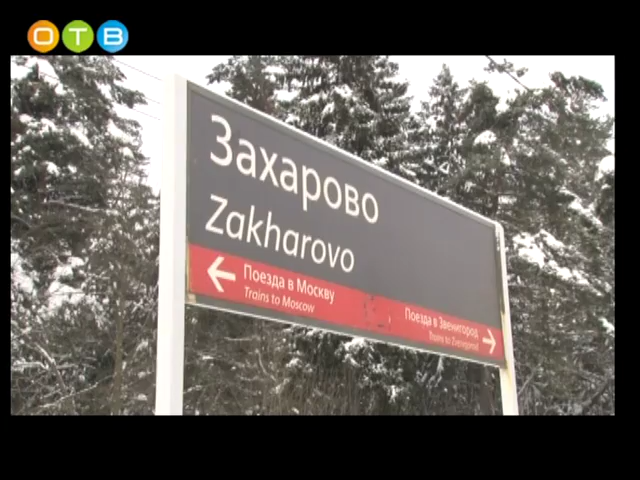 ОТВ
Захарово
Zakharovo
Поезда в Москву
Trains to Moscow
Поезда в Звенигород
Trains to Zvenigorod